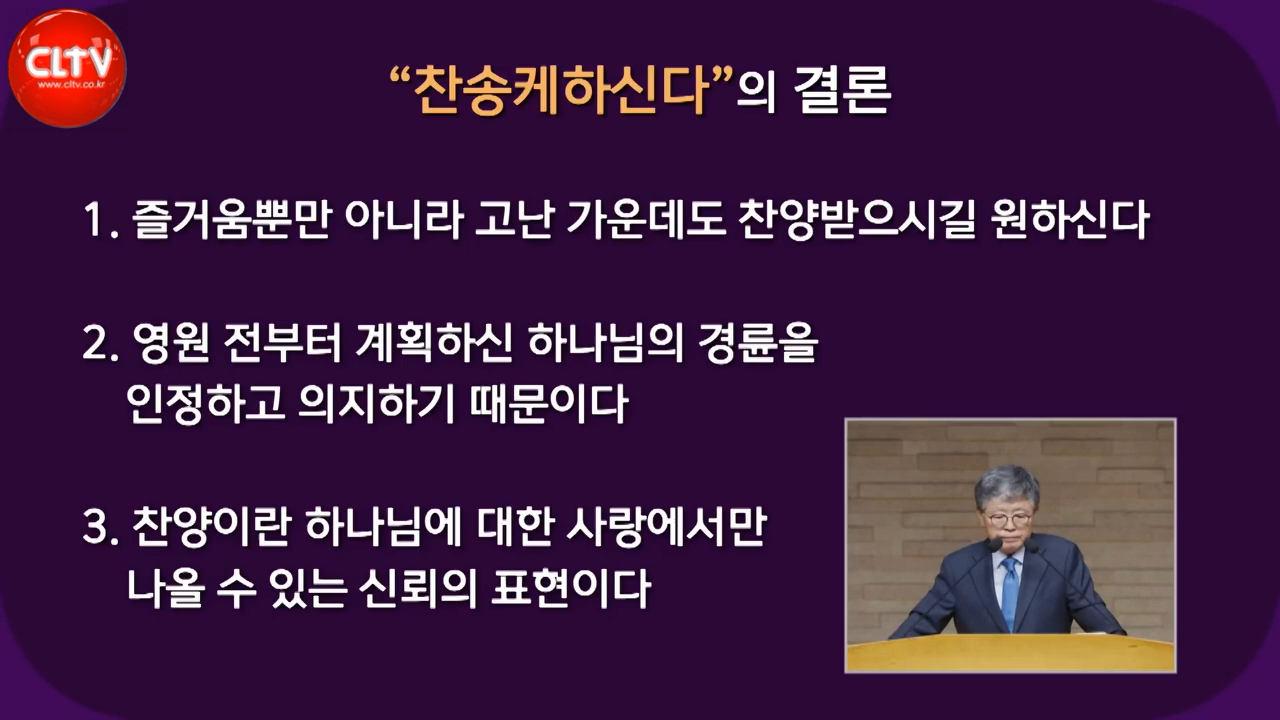 CLTV
www.cltv.co.kr
“찬송케하신다”의 결론
1. 즐거움뿐만 아니라 고난 가운데도 찬양받으시길 원하신다
2. 영원 전부터 계획하신 하나님의 경륜을
인정하고 의지하기 때문이다
3. 찬양이란 하나님에 대한 사랑에서만
나올 수 있는 신뢰의 표현이다